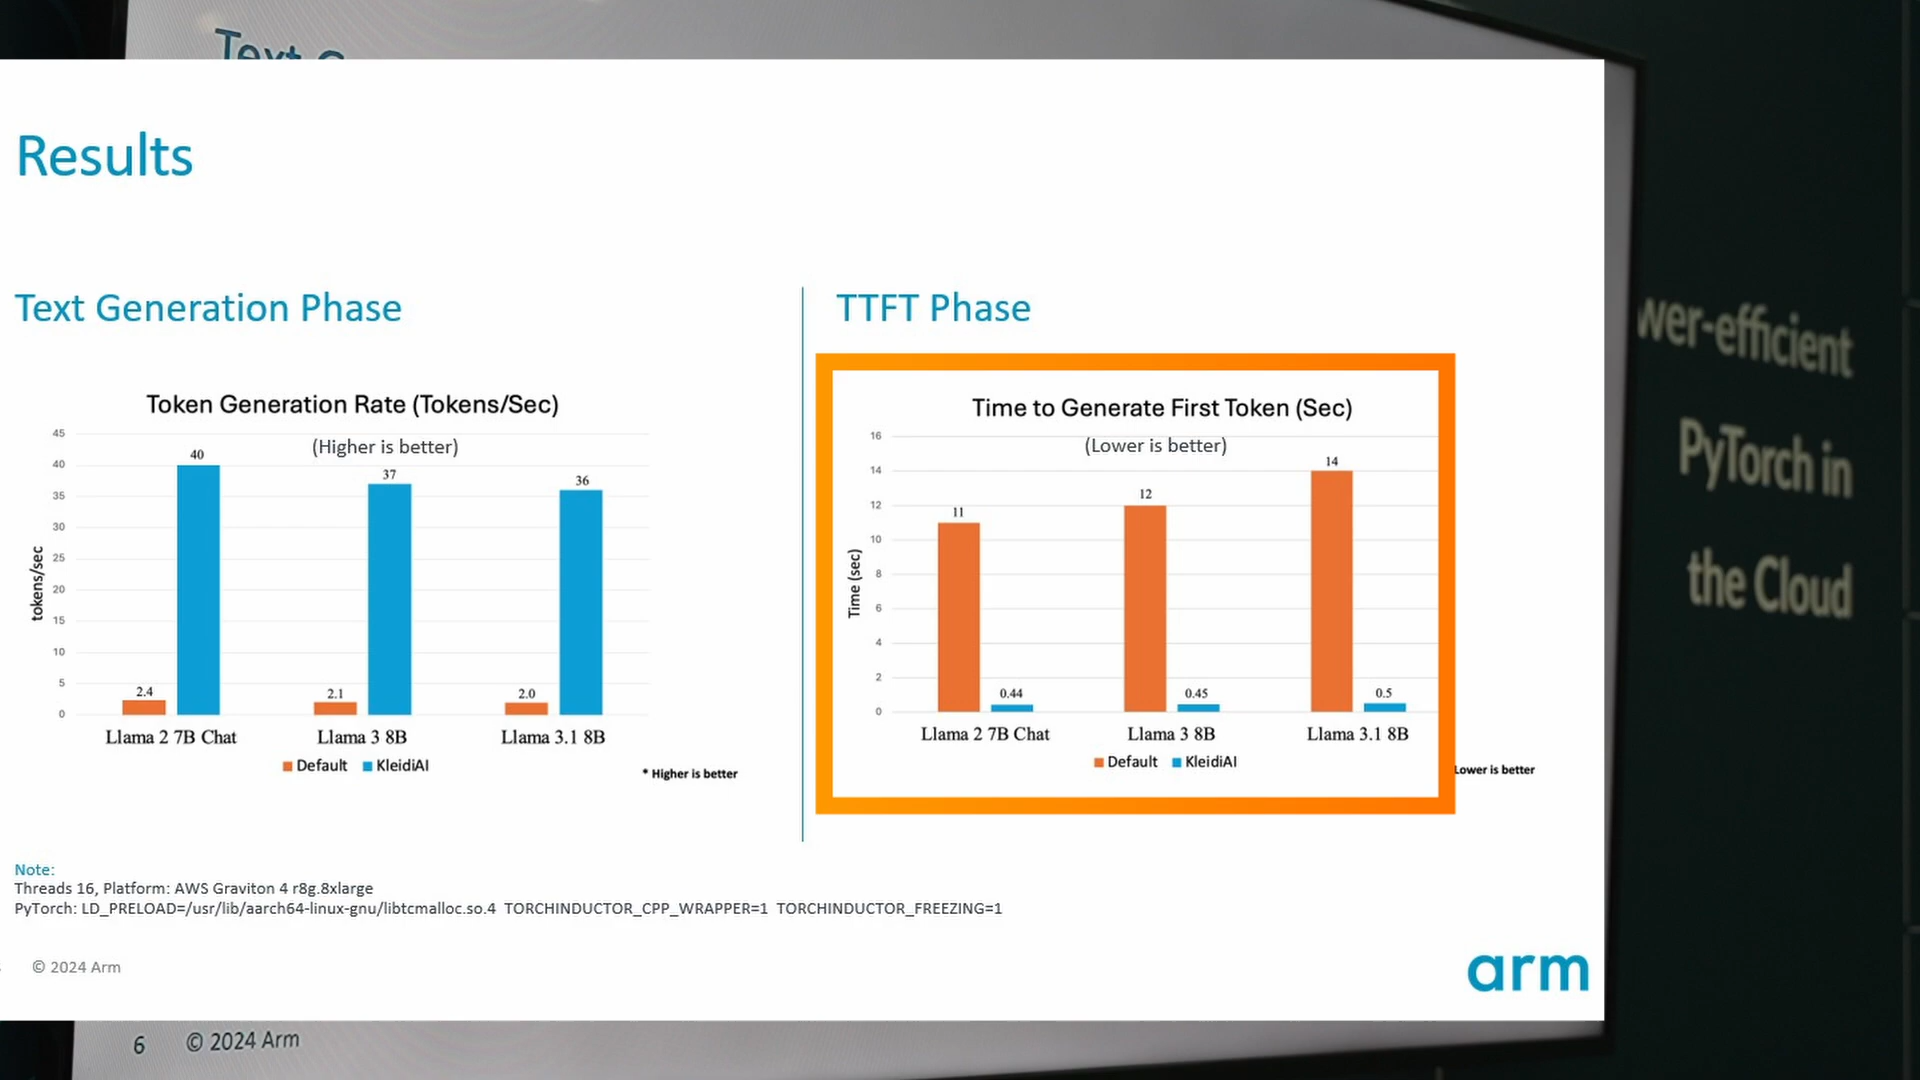 Results
Text Generation Phase
Token Generation Rate (Tokens/Sec)
(Higher is better)
tokens/sec
45
40
35
30
25
20
15
10
5
0
2.4
40
2.1
37
2.0
36
Llama 2 7B Chat
Llama 3 8B
Llama 3.1 8B
Default
KleidiAI
* Higher is better
TTFT Phase
Time to Generate First Token (Sec)
(Lower is better)
Time (sec)
16
14
12
10
8
6
4
2
0
11
0.44
12
0.45
14
0.5
Llama 2 7B Chat
Llama 3 8B
Llama 3.1 8B
Default
KleidiAI
Lower is better
Note:
Threads 16, Platform: AWS Graviton 4 r8g.8xlarge
PyTorch: LD_PRELOAD=/usr/lib/aarch64-linux-gnu/libtcmalloc.so.4 TORCHINDUCTOR_CPP_WRAPPER=1 TORCHINDUCTOR_FREEZING=1
© 2024 Arm
arm
Text
wer-efficient
PyTorch in
the Cloud
6 © 2024 Arm